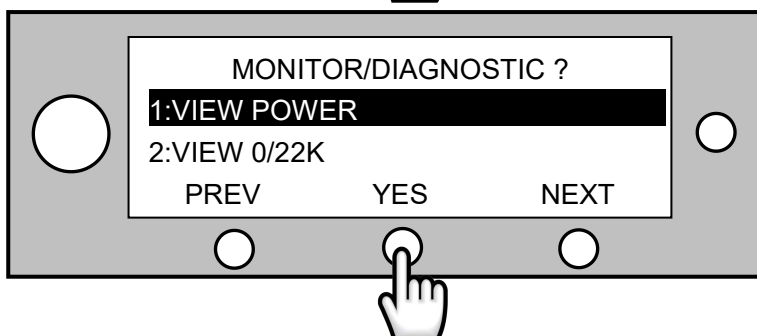 MONITOR/DIAGNOSTIC ?
1:VIEW POWER
2:VIEW 0/22K
PREV YES NEXT